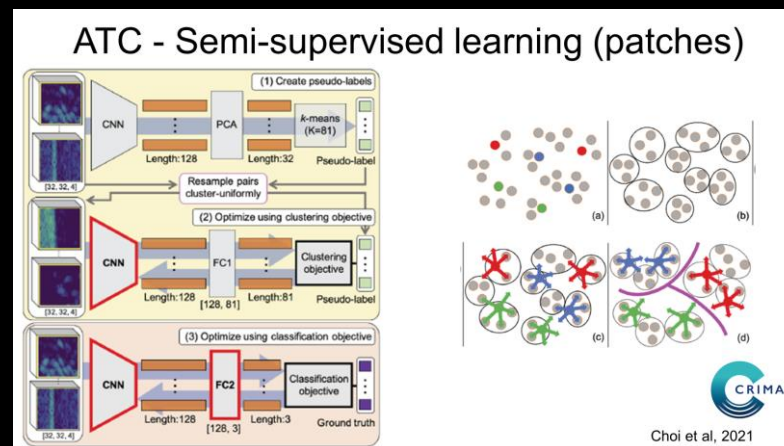 ATC - Semi-supervised learning (patches)
(1) Create pseudo-labels
CNN
PCA
k-means
(K=81)
Length:128
Length:32
Pseudo-label
[32, 32, 4]
Resample pairs
cluster-uniformly
(2) Optimize using clustering objective
CNN
FC1
Clustering
objective
Length:128
Length:81
[128, 81]
Pseudo-label
[32, 32, 4]
(3) Optimize using classification objective
CNN
FC2
Classification
objective
Length:128
Length:3
[128, 3]
Ground truth
[32, 32, 4]
(a)
(b)
(c)
(d)
CRIMA
Choi et al, 2021